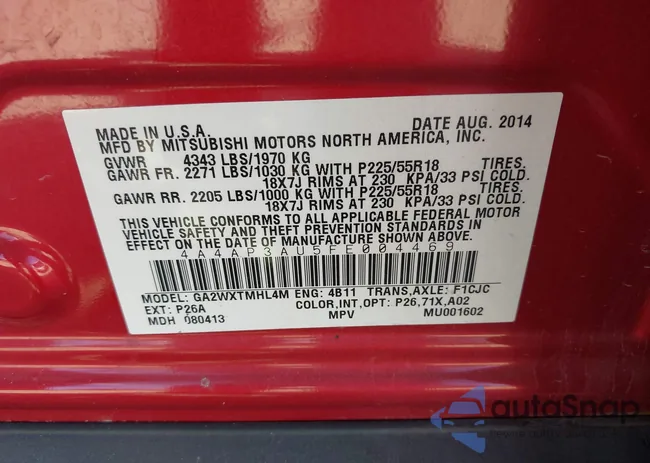 MADE IN U.S.A. DATE AUG. 2014
MFD. BY MITSUBISHI MOTORS NORTH AMERICA, INC.
GVWR 4343 LBS/1970 KG
GAWR FR. 2271 LBS/1030 KG WITH P225/55R18 TIRES.
18X7J RIMS AT 230 KPA/33 PSI COLD.
GAWR RR. 2205 LBS/1000 KG WITH P225/55R18 TIRES.
18X7J RIMS AT 230 KPA/33 PSI COLD.
THIS VEHICLE CONFORMS TO ALL APPLICABLE FEDERAL MOTOR
VEHICLE SAFETY AND THEFT PREVENTION STANDARDS IN
EFFECT ON THE DATE OF MANUFACTURE SHOWN ABOVE.
4A4AP3AU5FE004469
MODEL: GA2WXTMHL4M ENG: 4B11 TRANS,AXLE: F1CJC
EXT: P26A COLOR,INT,OPT: P26,71X,A02
MDH 080413 MPV MU001602
autoSnap